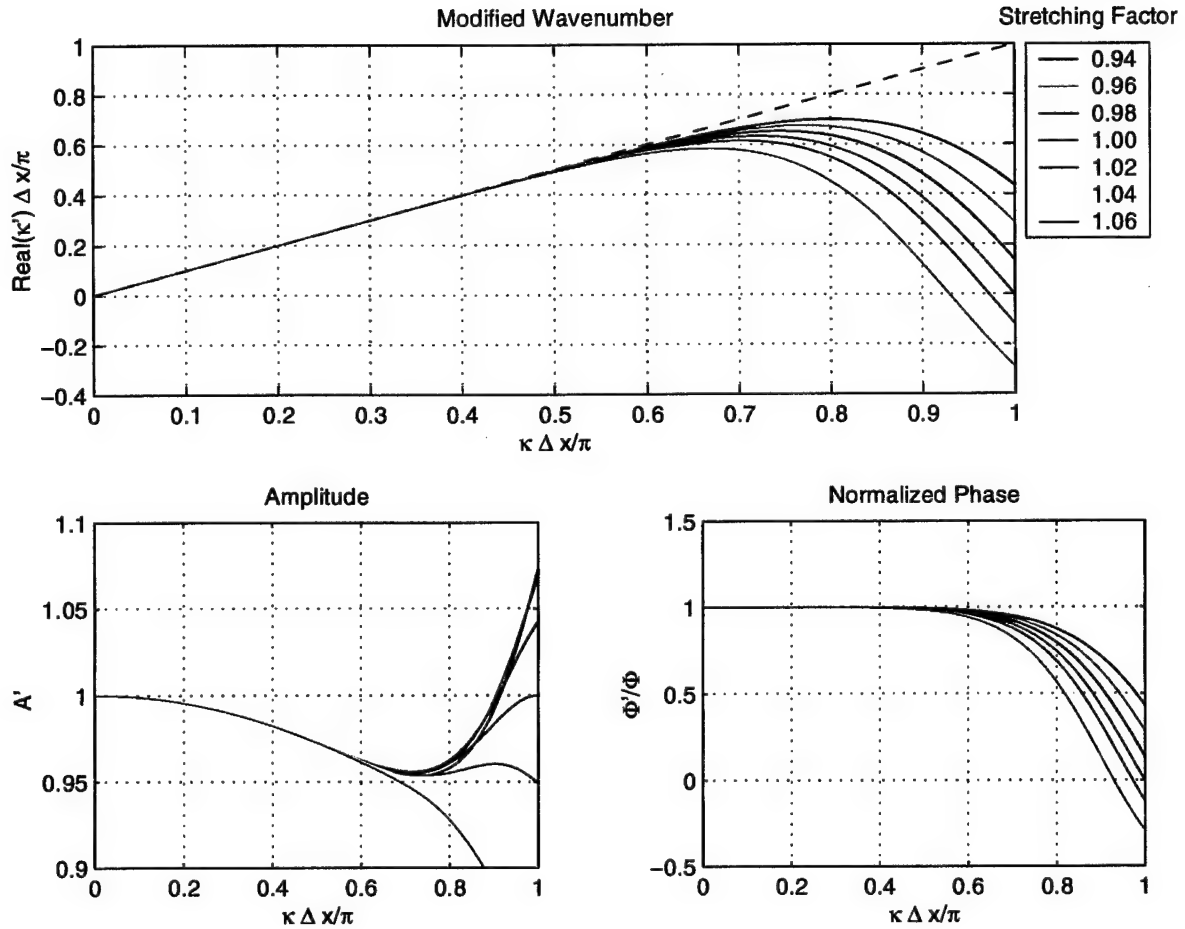 Modified Wavenumber
Stretching Factor
1
0.8
0.6
0.4
0.2
0
−0.2
−0.4
Real(κ') Δ x/π
0 0.1 0.2 0.3 0.4 0.5 0.6 0.7 0.8 0.9 1
κ Δ x/π
0.94
0.96
0.98
1.00
1.02
1.04
1.06
Amplitude
1.1
1.05
1
0.95
0.9
A'
0 0.2 0.4 0.6 0.8 1
κ Δ x/π
Normalized Phase
1.5
1
0.5
0
−0.5
Φ'/Φ
0 0.2 0.4 0.6 0.8 1
κ Δ x/π